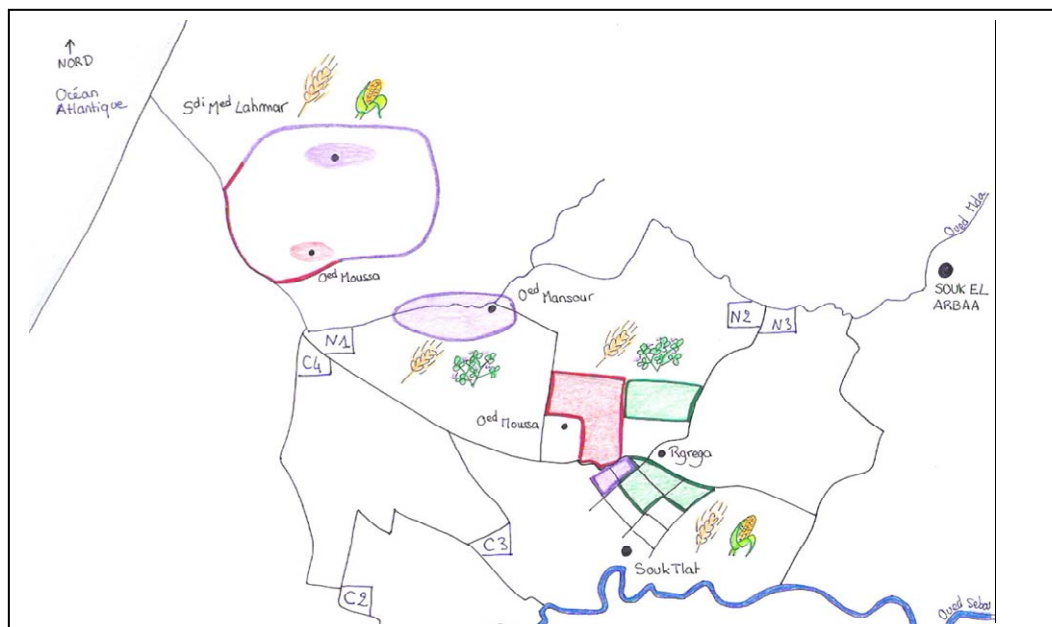 ↑
NORD
Océan
Atlantique
Sdi Med Lahmar
Oed Moussa
Oued Mda
SOUK EL
ARBAA
Oed Mansour
N2
N3
N1
C4
Oed Moussa
Rgrega
C3
Souk Tlat
C2
Oued Sebou